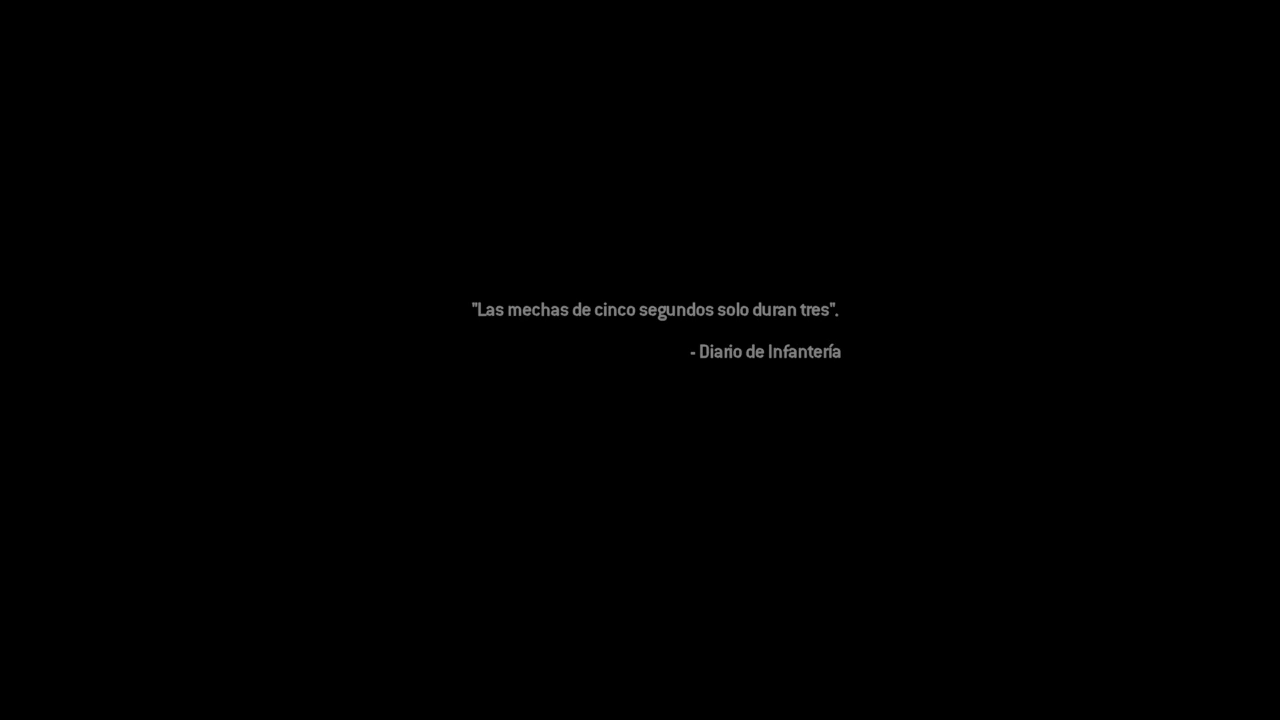 "Las mechas de cinco segundos solo duran tres".
- Diario de Infantería